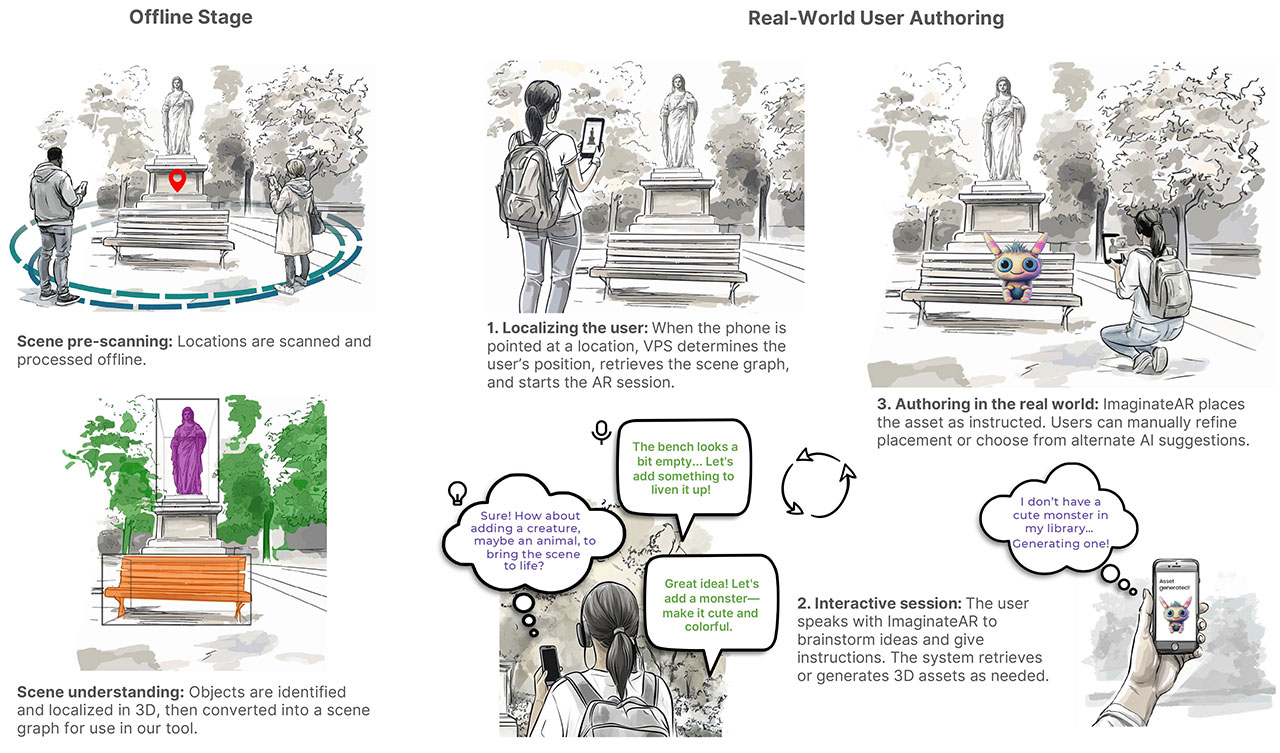 Offline Stage
Real-World User Authoring
Scene pre-scanning: Locations are scanned and
processed offline.
Scene understanding: Objects are identified
and localized in 3D, then converted into a scene
graph for use in our tool.
1. Localizing the user: When the phone is
pointed at a location, VPS determines the
user’s position, retrieves the scene graph,
and starts the AR session.
The bench looks a
bit empty... Let's
add something to
liven it up!
Sure! How about
adding a creature,
maybe an animal, to
bring the scene
to life?
Great idea! Let's
add a monster—
make it cute and
colorful.
2. Interactive session: The user
speaks with ImaginateAR to
brainstorm ideas and give
instructions. The system retrieves
or generates 3D assets as needed.
I don’t have a
cute monster in
my library...
Generating one!
Asset
generated!
3. Authoring in the real world: ImaginateAR places
the asset as instructed. Users can manually refine
placement or choose from alternate AI suggestions.